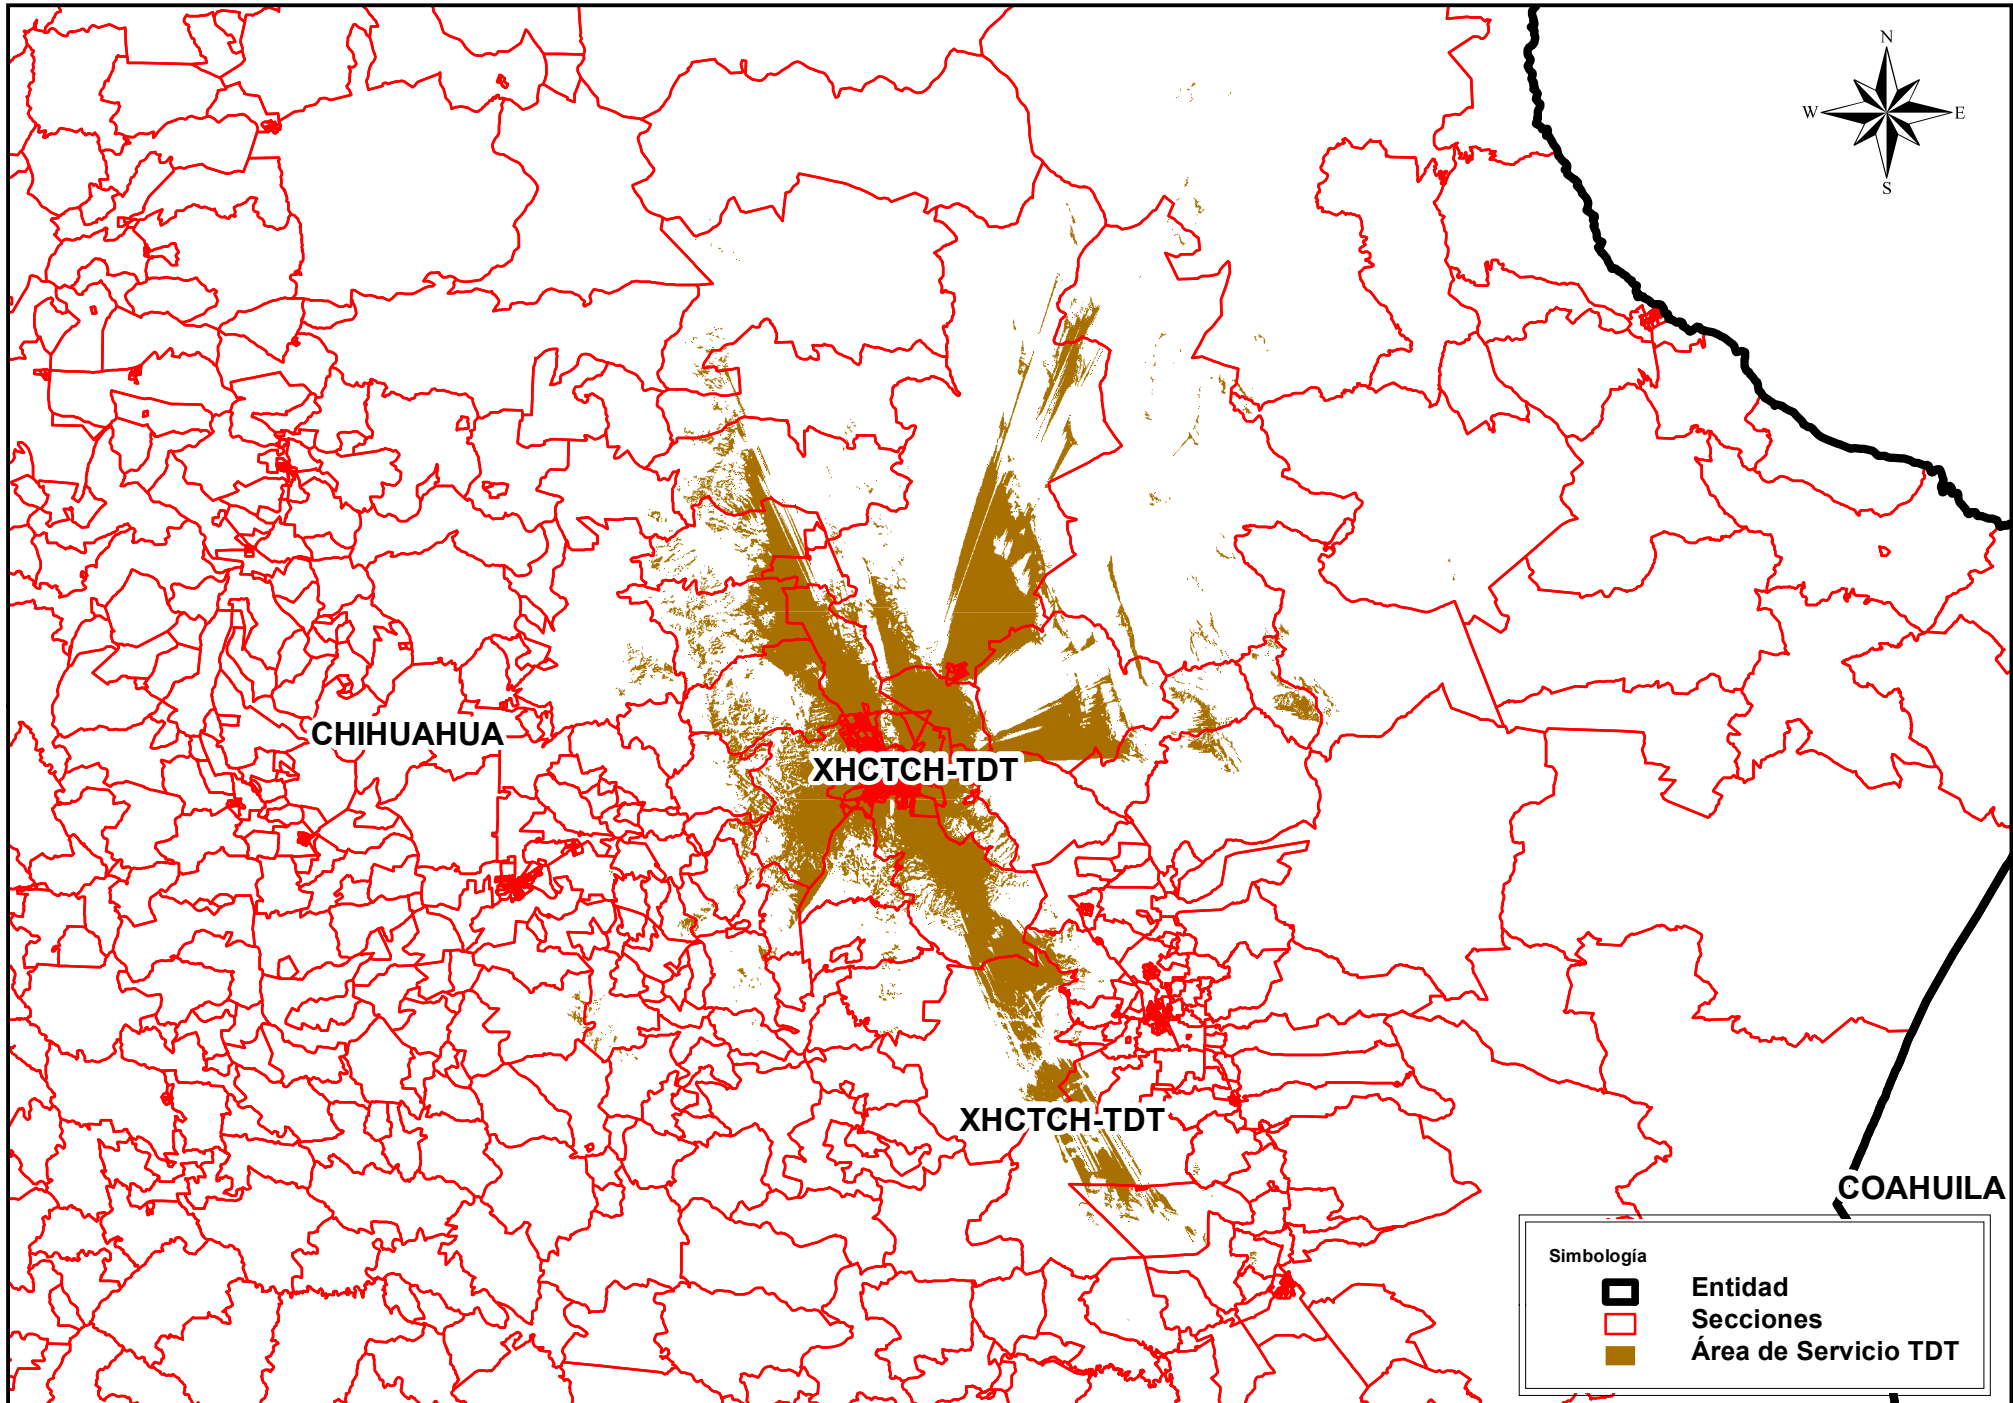 N
W
E
S
CHIHUAHUA
XHCTCH-TDT
XHCTCH-TDT
COAHUILA
Simbología
Entidad
Secciones
Área de Servicio TDT